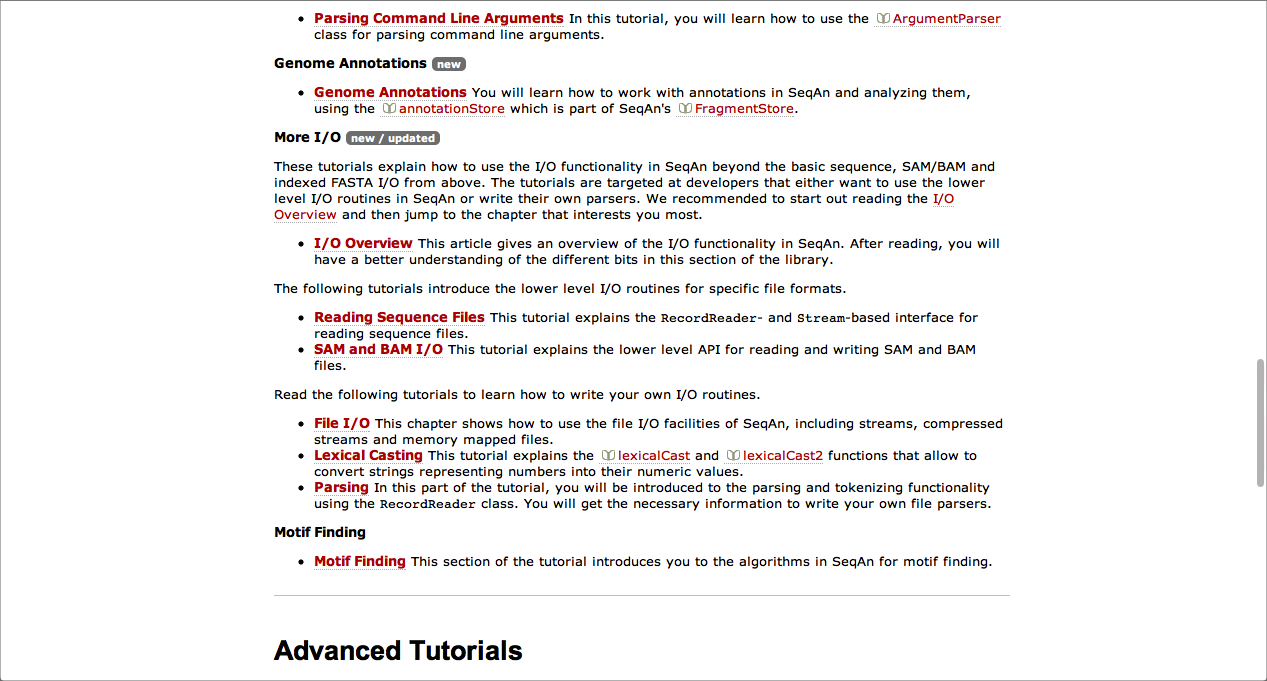 • Parsing Command Line Arguments In this tutorial, you will learn how to use the ArgumentParser
class for parsing command line arguments.
Genome Annotations new
• Genome Annotations You will learn how to work with annotations in SeqAn and analyzing them,
using the annotationStore which is part of SeqAn's FragmentStore.
More I/O new / updated
These tutorials explain how to use the I/O functionality in SeqAn beyond the basic sequence, SAM/BAM and
indexed FASTA I/O from above. The tutorials are targeted at developers that either want to use the lower
level I/O routines in SeqAn or write their own parsers. We recommended to start out reading the I/O
Overview and then jump to the chapter that interests you most.
• I/O Overview This article gives an overview of the I/O functionality in SeqAn. After reading, you will
have a better understanding of the different bits in this section of the library.
The following tutorials introduce the lower level I/O routines for specific file formats.
• Reading Sequence Files This tutorial explains the RecordReader- and Stream-based interface for
reading sequence files.
• SAM and BAM I/O This tutorial explains the lower level API for reading and writing SAM and BAM
files.
Read the following tutorials to learn how to write your own I/O routines.
• File I/O This chapter shows how to use the file I/O facilities of SeqAn, including streams, compressed
streams and memory mapped files.
• Lexical Casting This tutorial explains the lexicalCast and lexicalCast2 functions that allow to
convert strings representing numbers into their numeric values.
• Parsing In this part of the tutorial, you will be introduced to the parsing and tokenizing functionality
using the RecordReader class. You will get the necessary information to write your own file parsers.
Motif Finding
• Motif Finding This section of the tutorial introduces you to the algorithms in SeqAn for motif finding.
Advanced Tutorials